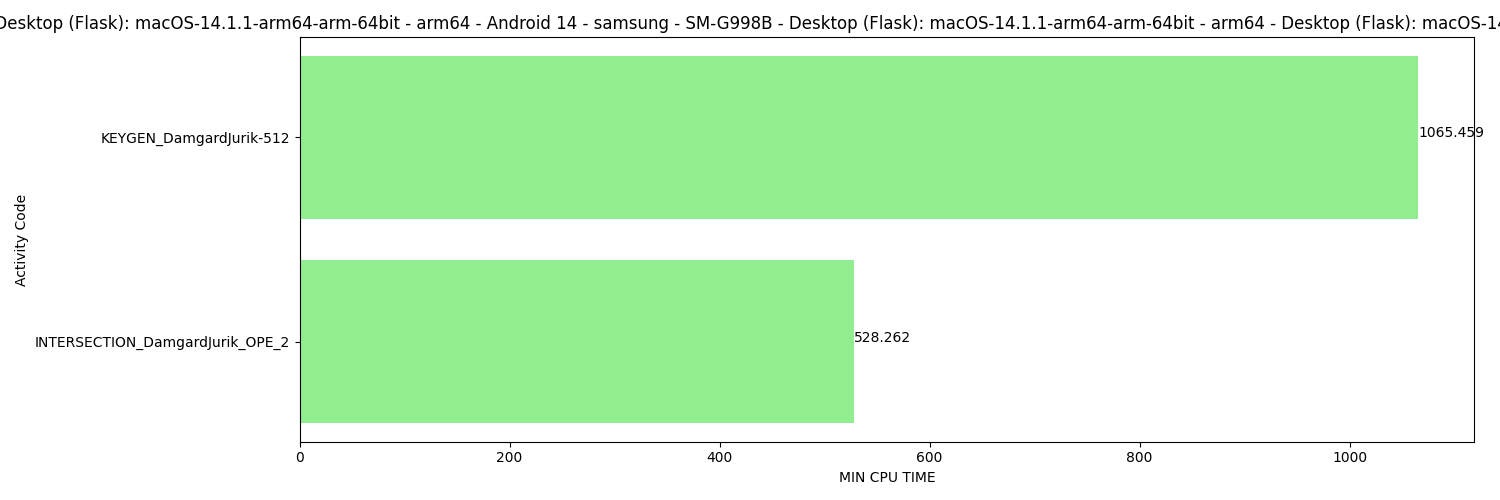 Desktop (Flask): macOS-14.1.1-arm64-arm-64bit - arm64 - Android 14 - samsung - SM-G998B - Desktop (Flask): macOS-14.1.1-arm64-arm-64bit - arm64 - Desktop (Flask): macOS-14
KEYGEN_DamgardJurik-512
1065.459
Activity Code
INTERSECTION_DamgardJurik_OPE_2
528.262
0 200 400 600 800 1000
MIN CPU TIME